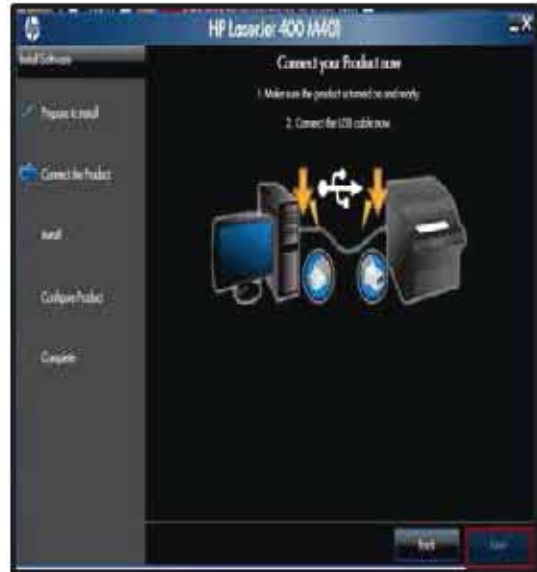 hp
HP LaserJet 400 M401
Install Software
Connect your Product now
1. Make sure the product is turned on and ready.
2. Connect the USB cable now.
Prepare to install
Connect the Product
Install
Configure Product
Complete
Back